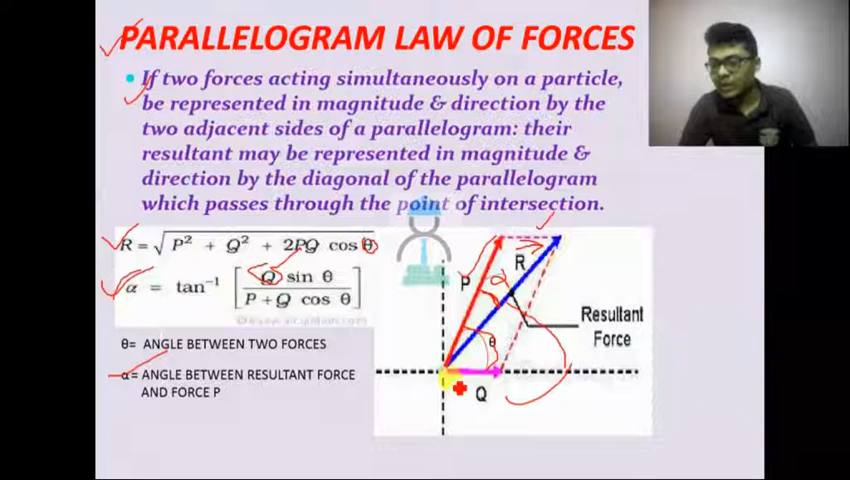 PARALLELOGRAM LAW OF FORCES
• If two forces acting simultaneously on a particle,
be represented in magnitude & direction by the
two adjacent sides of a parallelogram: their
resultant may be represented in magnitude &
direction by the diagonal of the parallelogram
which passes through the point of intersection.
R = √ P² + Q² + 2PQ cos θ
α = tan⁻¹ [ Q sin θ / P + Q cos θ ]
θ= ANGLE BETWEEN TWO FORCES
α= ANGLE BETWEEN RESULTANT FORCE
AND FORCE P
R
α
P
θ
Q
Resultant
Force